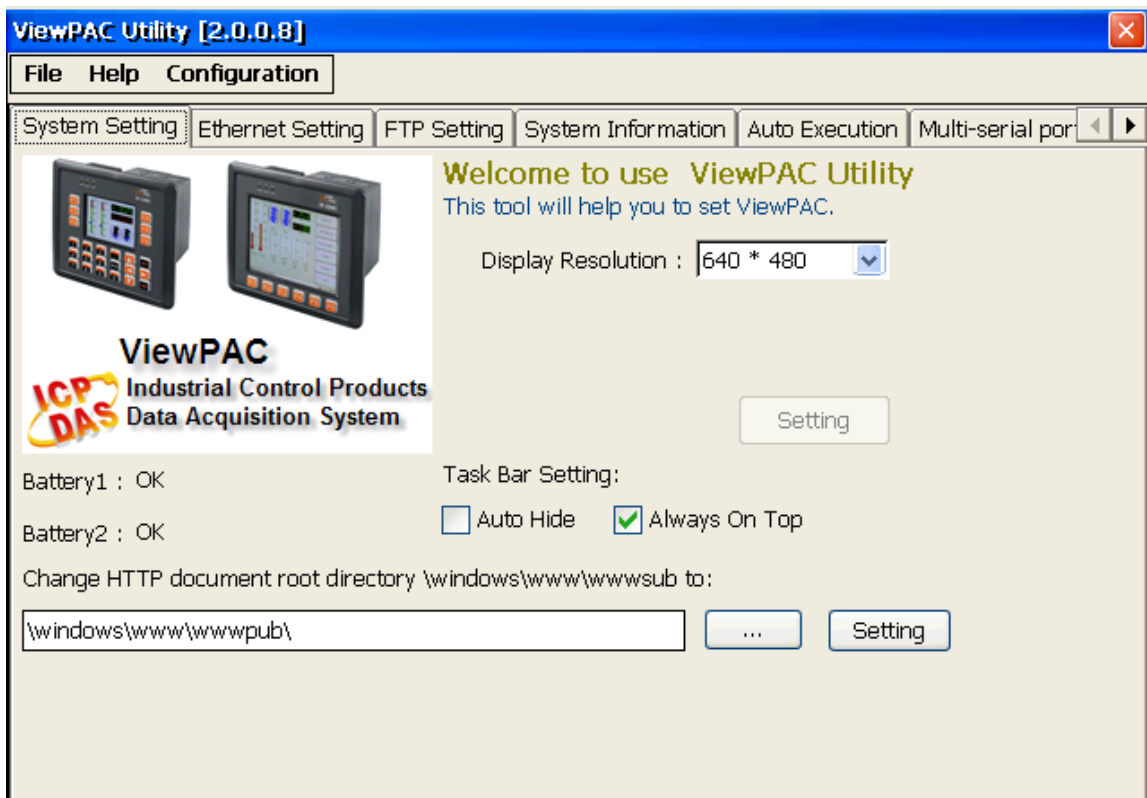 ViewPAC Utility [2.0.0.8]
File Help Configuration
System Setting Ethernet Setting FTP Setting System Information Auto Execution Multi-serial por
Welcome to use ViewPAC Utility
This tool will help you to set ViewPAC.
Display Resolution : 640 * 480
ViewPAC
ICP DAS
Industrial Control Products
Data Acquisition System
Setting
Battery1 : OK
Battery2 : OK
Task Bar Setting:
Auto Hide Always On Top
Change HTTP document root directory \windows\www\wwwsub to:
\windows\www\wwwpub\ ... Setting